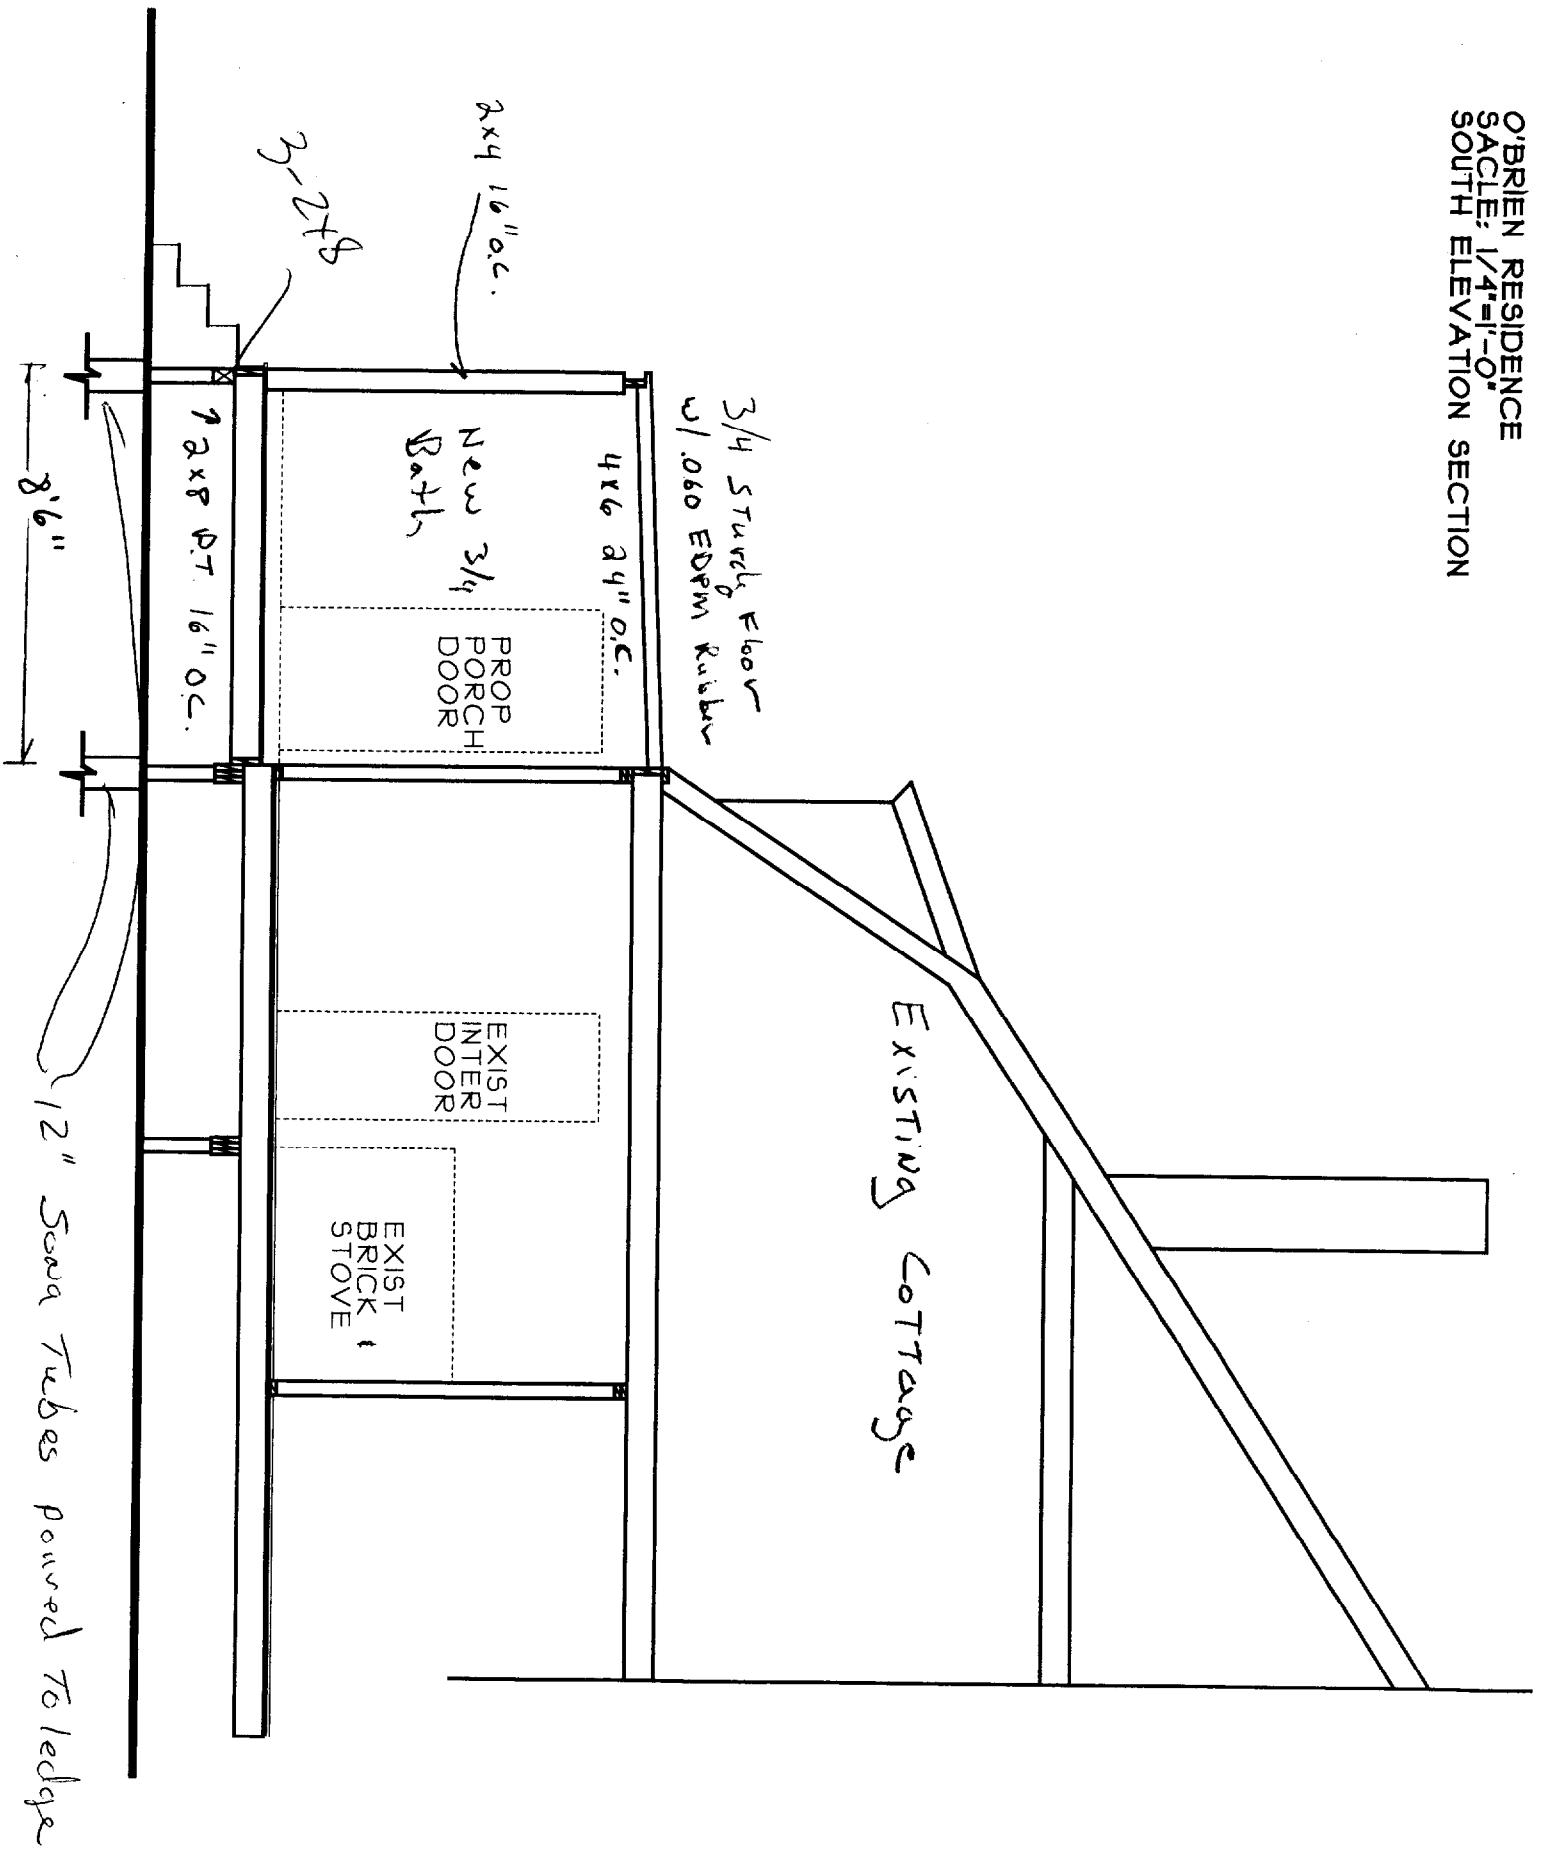 O'BRIEN RESIDENCE
SACLE: 1/4"=1'-0"
SOUTH ELEVATION SECTION
3/4 Sturdy Floor
w/ .060 EDPM Rubber
2x4 16" o.c.
4x6 24" o.c.
New 3/4
Bath
PROP
PORCH
DOOR
Existing Cottage
EXIST
INTER
DOOR
EXIST
BRICK &
STOVE
3-2x8
2x8 P.T. 16" o.c.
8'6"
12" Sona Tubes poured To ledge